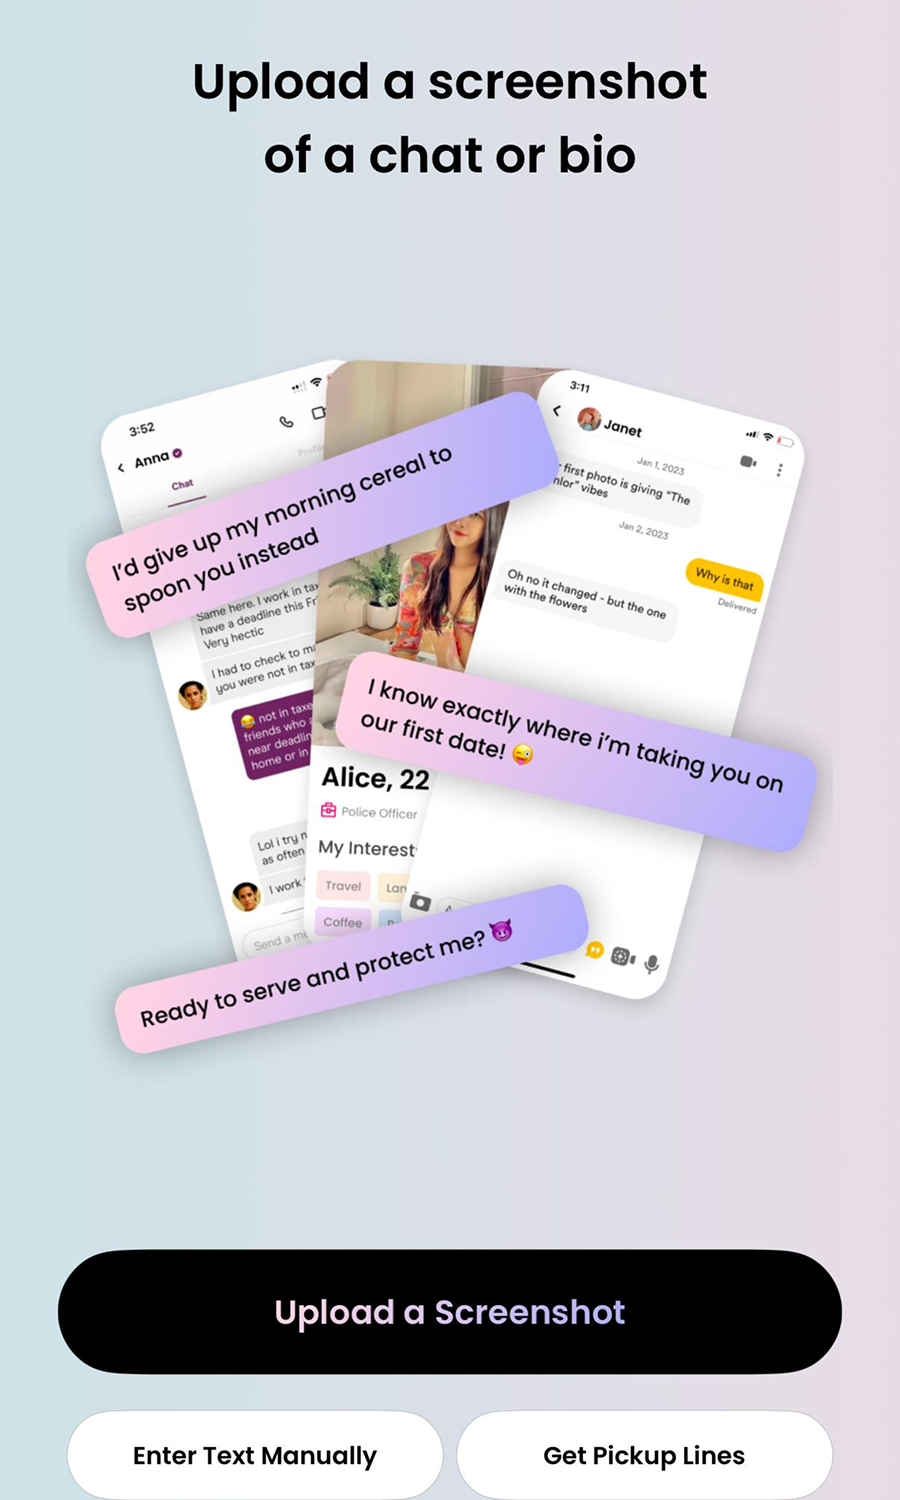 Upload a screenshot
of a chat or bio
3:52
Anna
Chat
Profile
I'd give up my morning cereal to
spoon you instead
Same here. I work in tax
have a deadline this Fr
Very hectic
I had to check to ma
you were not in tax
😂 not in taxe
friends who a
near deadlin
home or in
Lol i try n
as often
I work
Send a me
Alice, 22
Police Officer
My Interest
Travel
Lan
Coffee
3:11
Janet
Jan 1, 2023
first photo is giving “The
nlor” vibes
Jan 2, 2023
Why is that
Delivered
Oh no it changed - but the one
with the flowers
I know exactly where i'm taking you on
our first date! 😜
Ready to serve and protect me? 😈
Upload a Screenshot
Enter Text Manually
Get Pickup Lines